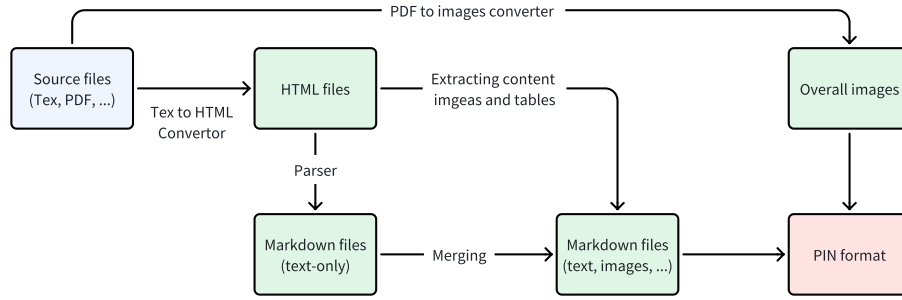 PDF to images converter
Source files
(Tex, PDF, ...)
Tex to HTML
Convertor
HTML files
Extracting content
imgeas and tables
Overall images
Parser
Markdown files
(text-only)
Merging
Markdown files
(text, images, ...)
PIN format